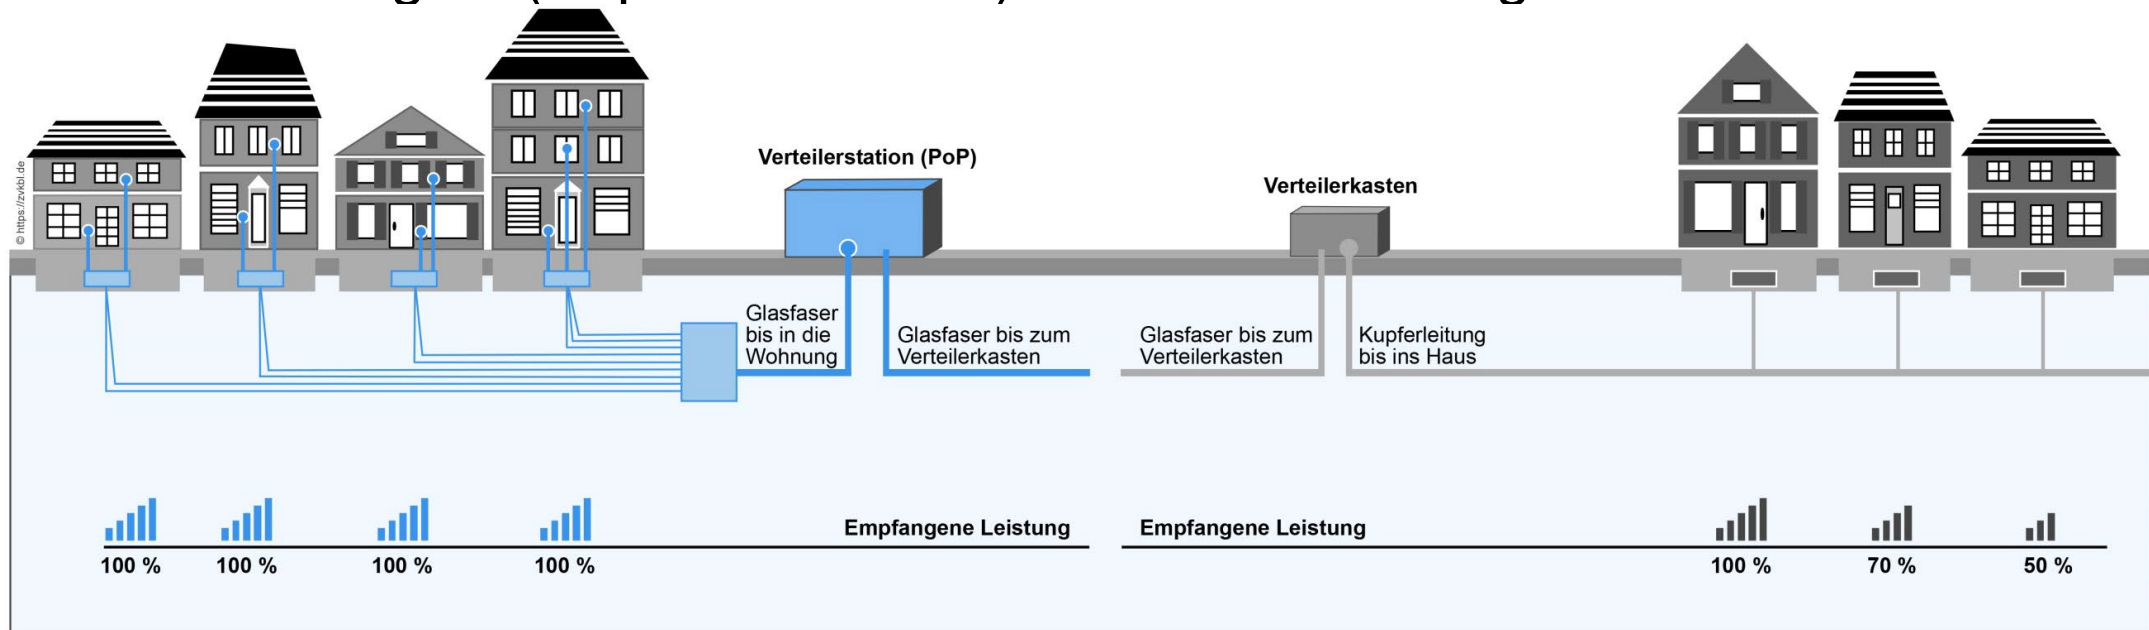 © https://zvkbl.de
Verteilerstation (PoP)
Verteilerkasten
Glasfaser
bis in die
Wohnung
Glasfaser bis zum
Verteilerkasten
Glasfaser bis zum
Verteilerkasten
Kupferleitung
bis ins Haus
Empfangene Leistung
Empfangene Leistung
100 %
100 %
100 %
100 %
100 %
70 %
50 %